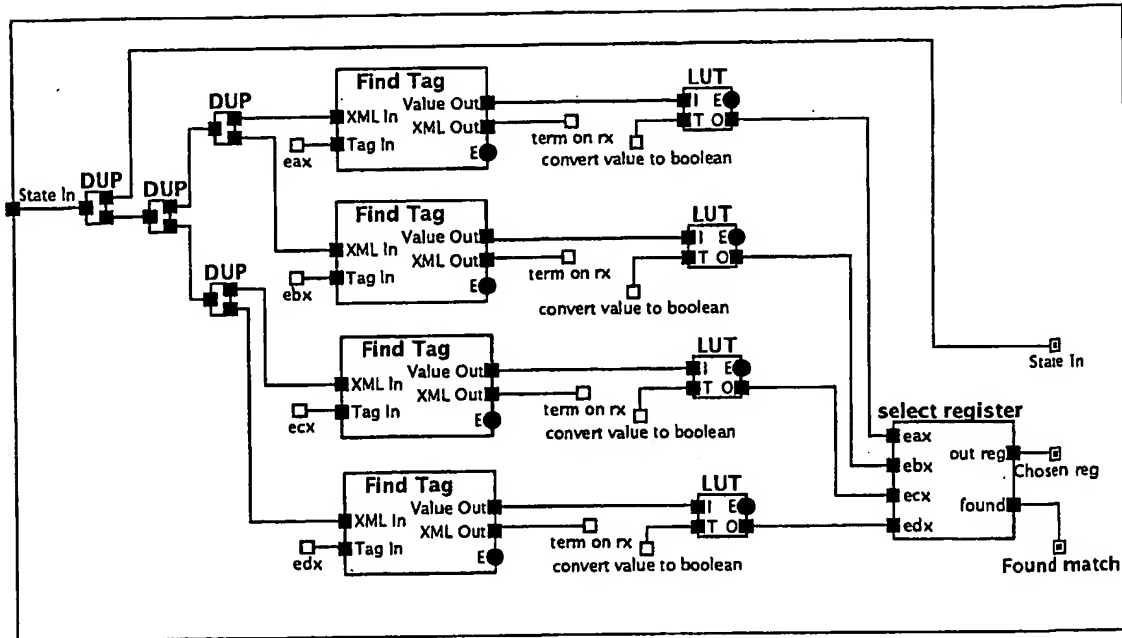 Find Tag
XML In
Value Out
XML Out
Tag In
E
eax
term on rx
convert value to boolean
LUT
I E
T O
DUP
State In
DUP
DUP
Find Tag
XML In
Value Out
XML Out
Tag In
E
ebx
term on rx
convert value to boolean
LUT
I E
T O
DUP
Find Tag
XML In
Value Out
XML Out
Tag In
E
ecx
term on rx
convert value to boolean
LUT
I E
T O
State In
Find Tag
XML In
Value Out
XML Out
Tag In
E
edx
term on rx
convert value to boolean
LUT
I E
T O
select register
eax
ebx
ecx
edx
out reg
found
Chosen reg
Found match